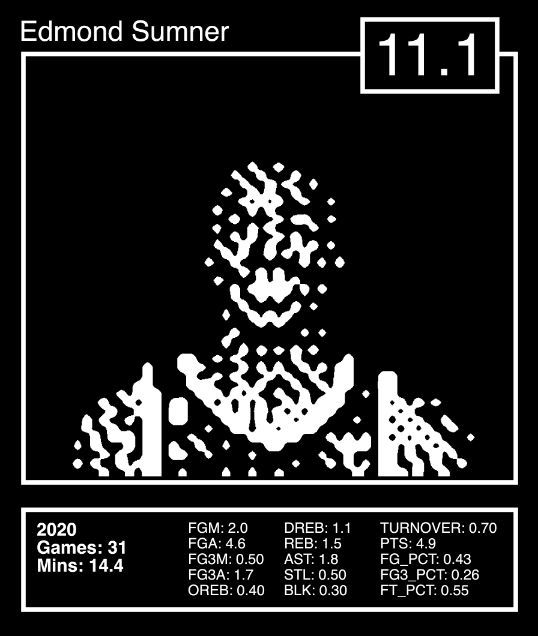 Edmond Sumner
11.1
2020
Games: 31
Mins: 14.4
FGM: 2.0
FGA: 4.6
FG3M: 0.50
FG3A: 1.7
OREB: 0.40
DREB: 1.1
REB: 1.5
AST: 1.8
STL: 0.50
BLK: 0.30
TURNOVER: 0.70
PTS: 4.9
FG_PCT: 0.43
FG3_PCT: 0.26
FT_PCT: 0.55